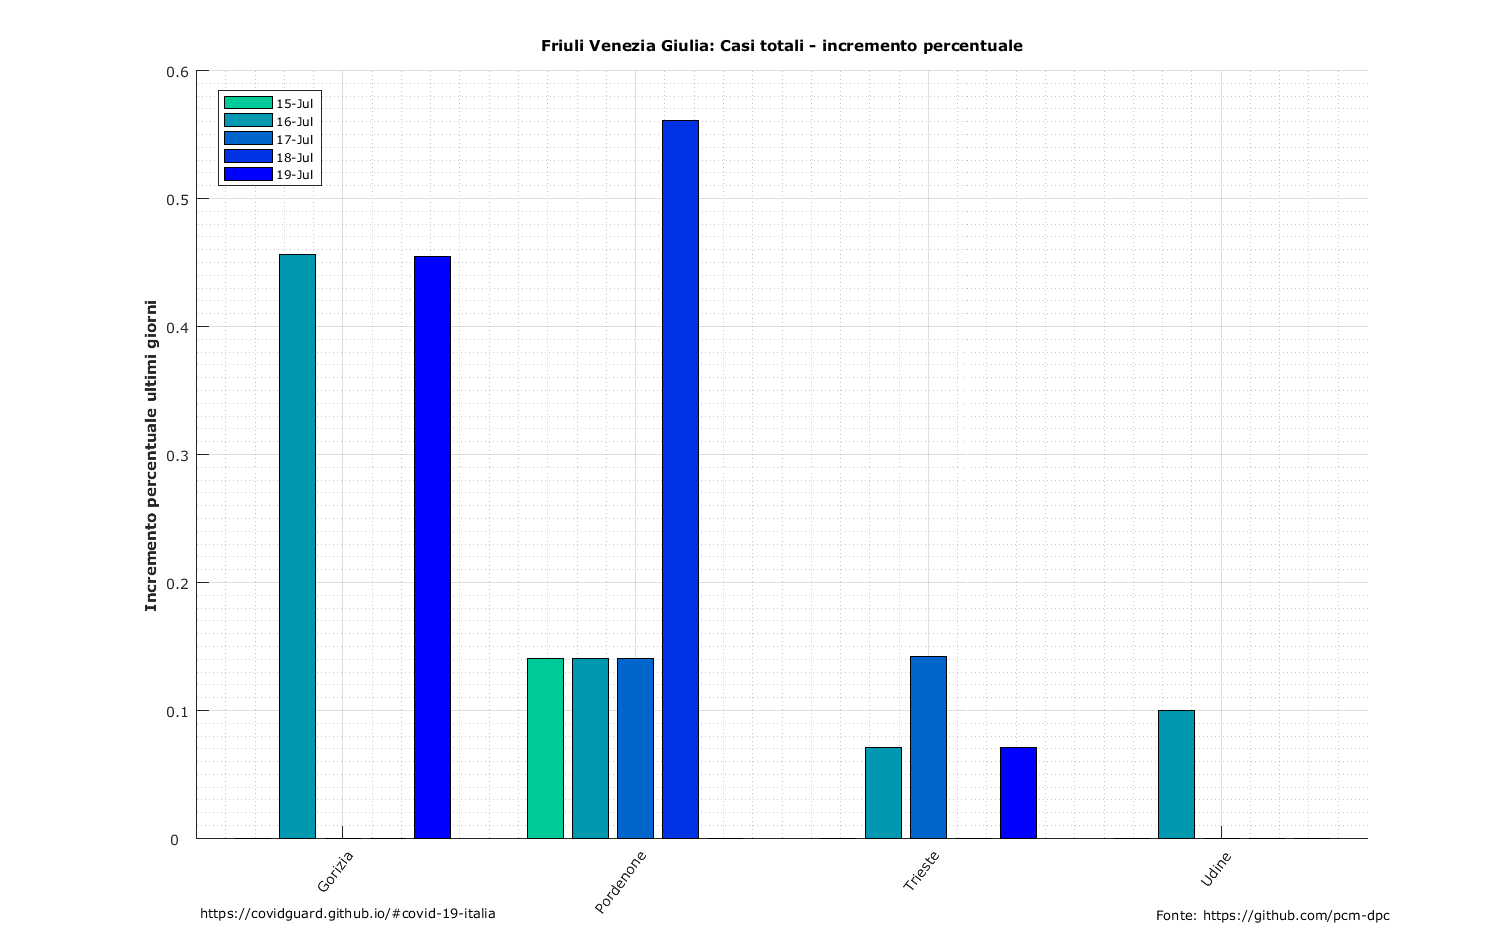 Friuli Venezia Giulia: Casi totali - incremento percentuale
0.6
0.5
0.4
0.3
0.2
0.1
0
Incremento percentuale ultimi giorni
15-Jul
16-Jul
17-Jul
18-Jul
19-Jul
Gorizia
Pordenone
Trieste
Udine
https://covidguard.github.io/#covid-19-italia
Fonte: https://github.com/pcm-dpc